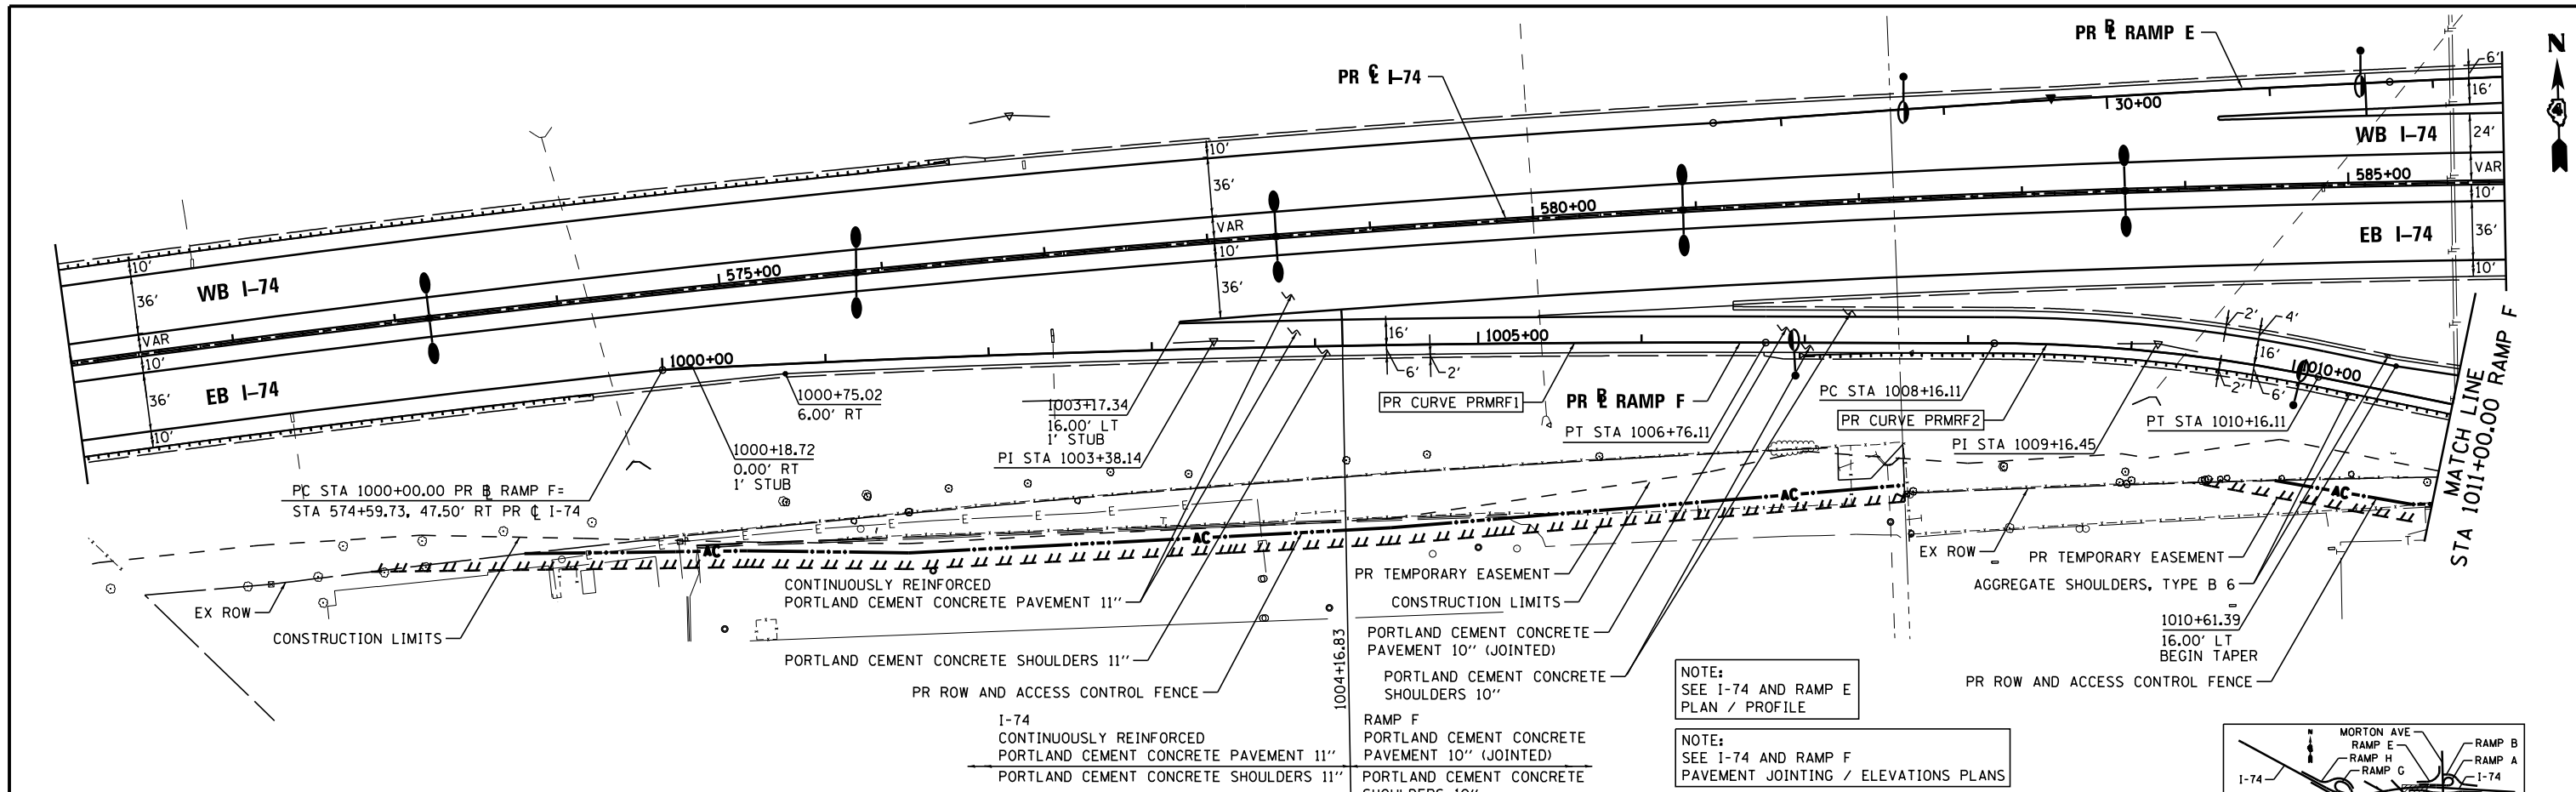 PR ℄ I-74
PR BL RAMP E
N
4
30+00
6'
16'
WB I-74
24'
585+00
VAR
10'
EB I-74
36'
10'
580+00
10'
36'
VAR
10'
36'
575+00
10'
36'
WB I-74
VAR
10'
36'
EB I-74
10'
1000+00
1005+00
16'
6'
2'
2'
4'
16'
2'
6'
1010+00
1000+75.02
6.00' RT
1000+18.72
0.00' RT
1' STUB
1003+17.34
16.00' LT
1' STUB
PI STA 1003+38.14
PR CURVE PRMRF1
PR BL RAMP F
PT STA 1006+76.11
PC STA 1008+16.11
PR CURVE PRMRF2
PI STA 1009+16.45
PT STA 1010+16.11
MATCH LINE
STA 1011+00.00 RAMP F
PC STA 1000+00.00 PR BL RAMP F=
STA 574+59.73, 47.50' RT PR ℄ I-74
E
E
E
E
E
E
E
E
T
T
AC
AC
AC
AC
EX ROW
CONSTRUCTION LIMITS
CONTINUOUSLY REINFORCED
PORTLAND CEMENT CONCRETE PAVEMENT 11"
PORTLAND CEMENT CONCRETE SHOULDERS 11"
PR ROW AND ACCESS CONTROL FENCE
1004+16.83
PR TEMPORARY EASEMENT
CONSTRUCTION LIMITS
PORTLAND CEMENT CONCRETE
PAVEMENT 10" (JOINTED)
PORTLAND CEMENT CONCRETE
SHOULDERS 10"
EX ROW
PR TEMPORARY EASEMENT
AGGREGATE SHOULDERS, TYPE B 6
1010+61.39
16.00' LT
BEGIN TAPER
PR ROW AND ACCESS CONTROL FENCE
I-74
CONTINUOUSLY REINFORCED
PORTLAND CEMENT CONCRETE PAVEMENT 11"
PORTLAND CEMENT CONCRETE SHOULDERS 11"
RAMP F
PORTLAND CEMENT CONCRETE
PAVEMENT 10" (JOINTED)
PORTLAND CEMENT CONCRETE
SHOULDERS 10"
NOTE:
SEE I-74 AND RAMP E
PLAN / PROFILE
NOTE:
SEE I-74 AND RAMP F
PAVEMENT JOINTING / ELEVATIONS PLANS
N
MORTON AVE
RAMP E
RAMP H
RAMP G
I-74
RAMP B
RAMP A
I-74